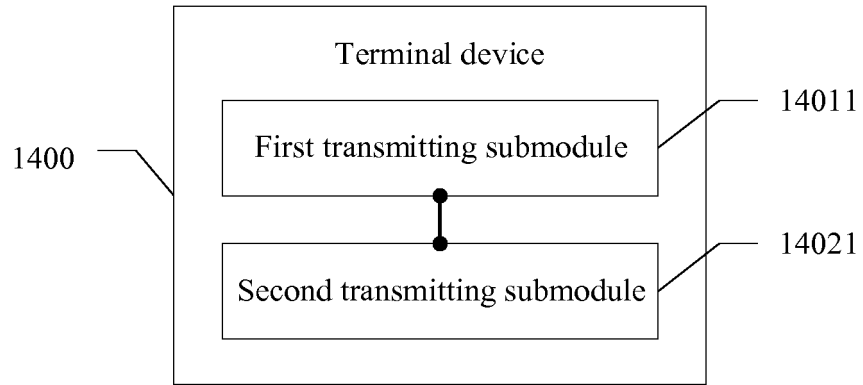 Terminal device
14011
First transmitting submodule
1400
14021
Second transmitting submodule